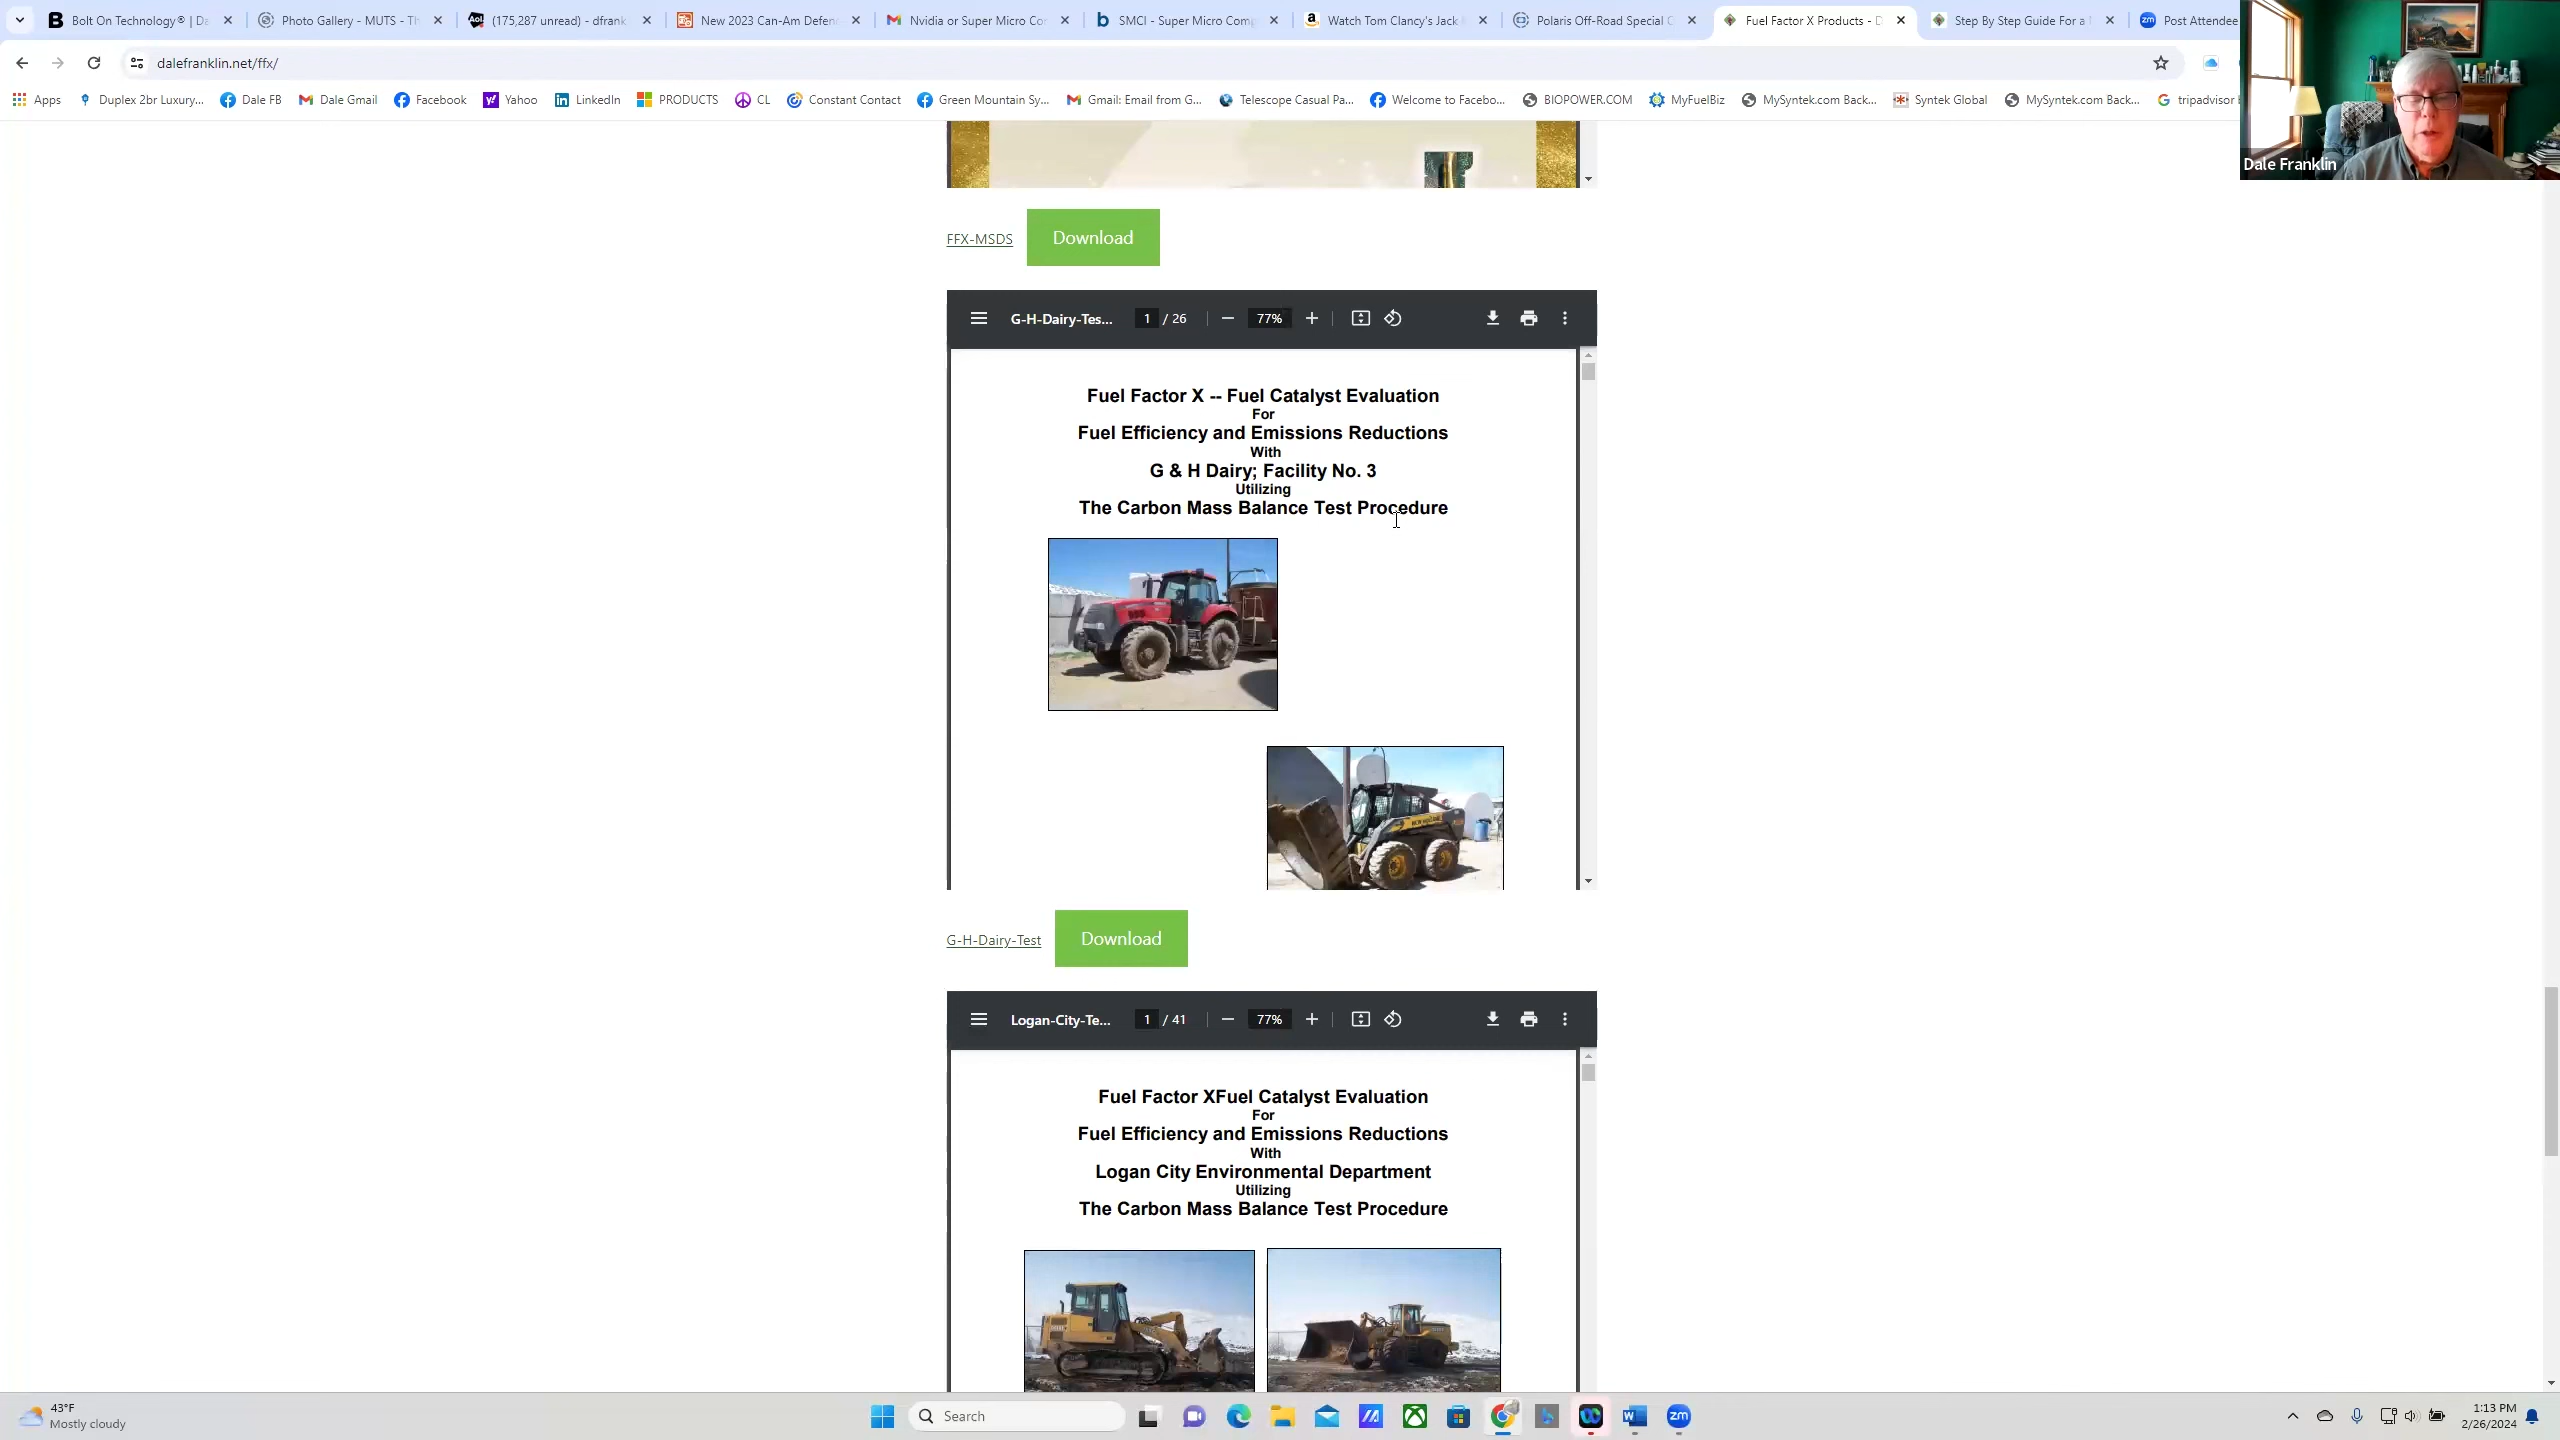 Bolt On Technology® | Da
Photo Gallery - MUTS - Th
Aol.
(175,287 unread) - dfrank
New 2023 Can-Am Defen
Nvidia or Super Micro Cor
SMCI - Super Micro Comp
Watch Tom Clancy's Jack
Polaris Off-Road Special C
Fuel Factor X Products - D
Step By Step Guide For a
zm
Post Attendee
dalefranklin.net/ffx/
Apps
Duplex 2br Luxury...
Dale FB
Dale Gmail
Facebook
Yahoo
LinkedIn
PRODUCTS
CL
Constant Contact
Green Mountain Sy...
Gmail: Email from G...
Telescope Casual Pa...
Welcome to Facebo...
BIOPOWER.COM
MyFuelBiz
MySyntek.com Back...
Syntek Global
MySyntek.com Back...
tripadvisor
Dale Franklin
FFX-MSDS
Download
G-H-Dairy-Tes...
1 / 26
77%
Fuel Factor X -- Fuel Catalyst Evaluation
For
Fuel Efficiency and Emissions Reductions
With
G & H Dairy; Facility No. 3
Utilizing
The Carbon Mass Balance Test Procedure
G-H-Dairy-Test
Download
Logan-City-Te...
1 / 41
77%
Fuel Factor XFuel Catalyst Evaluation
For
Fuel Efficiency and Emissions Reductions
With
Logan City Environmental Department
Utilizing
The Carbon Mass Balance Test Procedure
43°F
Mostly cloudy
Search
zm
1:13 PM
2/26/2024